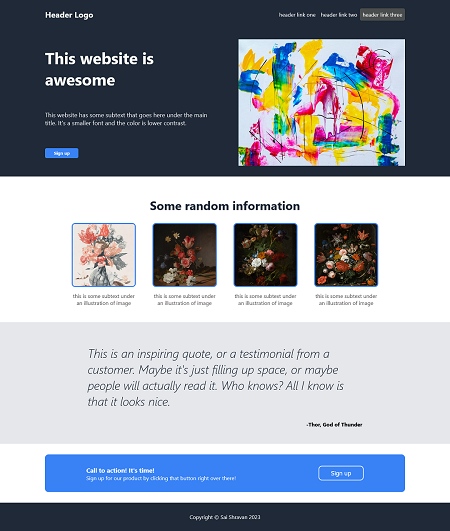 Header Logo
header link one header link two header link three
This website is
awesome
This website has some subtext that goes here under the main
title. It's a smaller font and the color is lower contrast.
Sign up
Some random information
this is some subtext under
an illustration of image
this is some subtext under
an illustration of image
this is some subtext under
an illustration of image
this is some subtext under
an illustration of image
This is an inspiring quote, or a testimonial from a
customer. Maybe it's just filling up space, or maybe
people will actually read it. Who knows? All I know is
that it looks nice.
-Thor, God of Thunder
Call to action! It's time!
Sign up for our product by clicking that button right over there!
Sign up
Copyright © Sai Shravan 2023